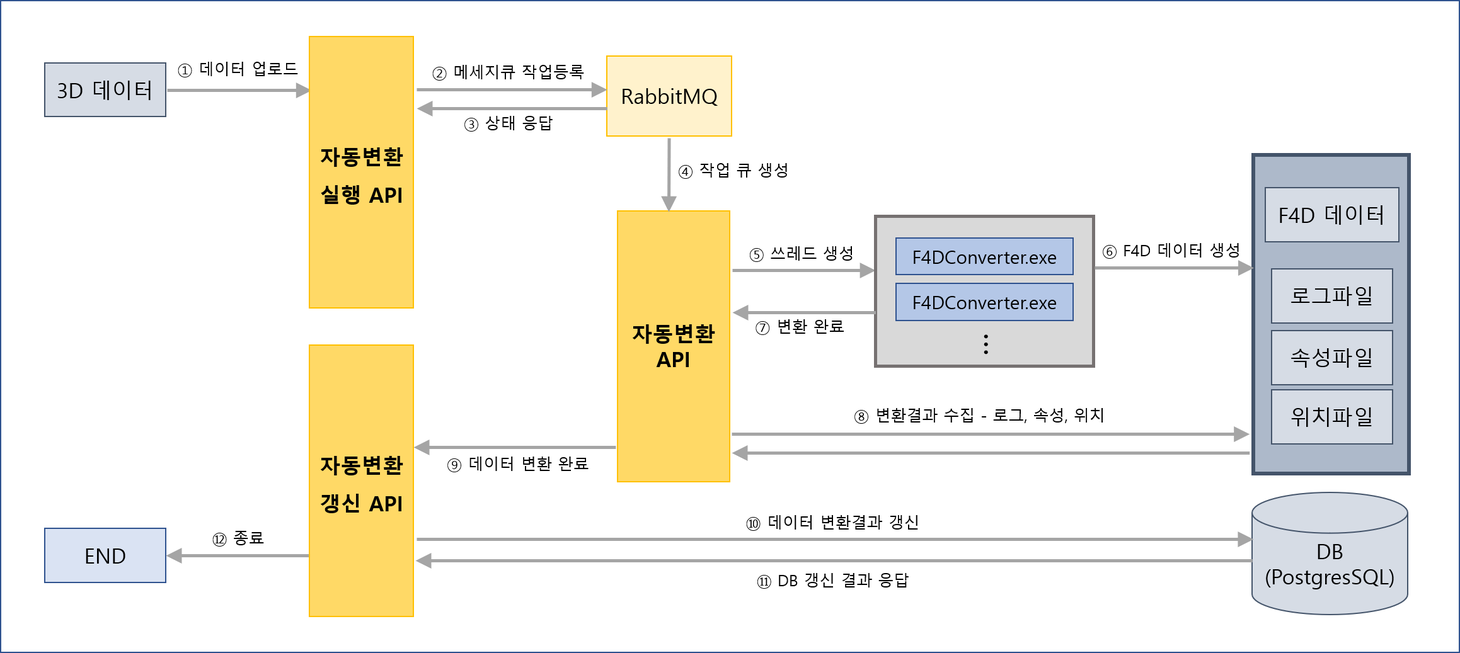 3D 데이터
① 데이터 업로드
자동변환
실행 API
② 메세지큐 작업등록
③ 상태 응답
RabbitMQ
④ 작업 큐 생성
자동변환
API
⑤ 쓰레드 생성
F4DConverter.exe
F4DConverter.exe
⋮
⑥ F4D 데이터 생성
⑦ 변환 완료
F4D 데이터
로그파일
속성파일
위치파일
⑧ 변환결과 수집 - 로그, 속성, 위치
⑨ 데이터 변환 완료
자동변환
갱신 API
⑩ 데이터 변환결과 갱신
⑪ DB 갱신 결과 응답
DB
(PostgresSQL)
⑫ 종료
END